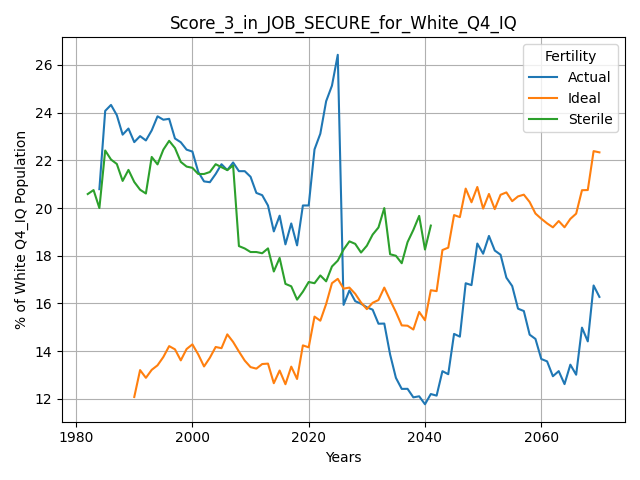 Score_3_in_JOB_SECURE_for_White_Q4_IQ
% of White Q4_IQ Population
26
24
22
20
18
16
14
12
1980
2000
2020
2040
2060
Years
Fertility
Actual
Ideal
Sterile